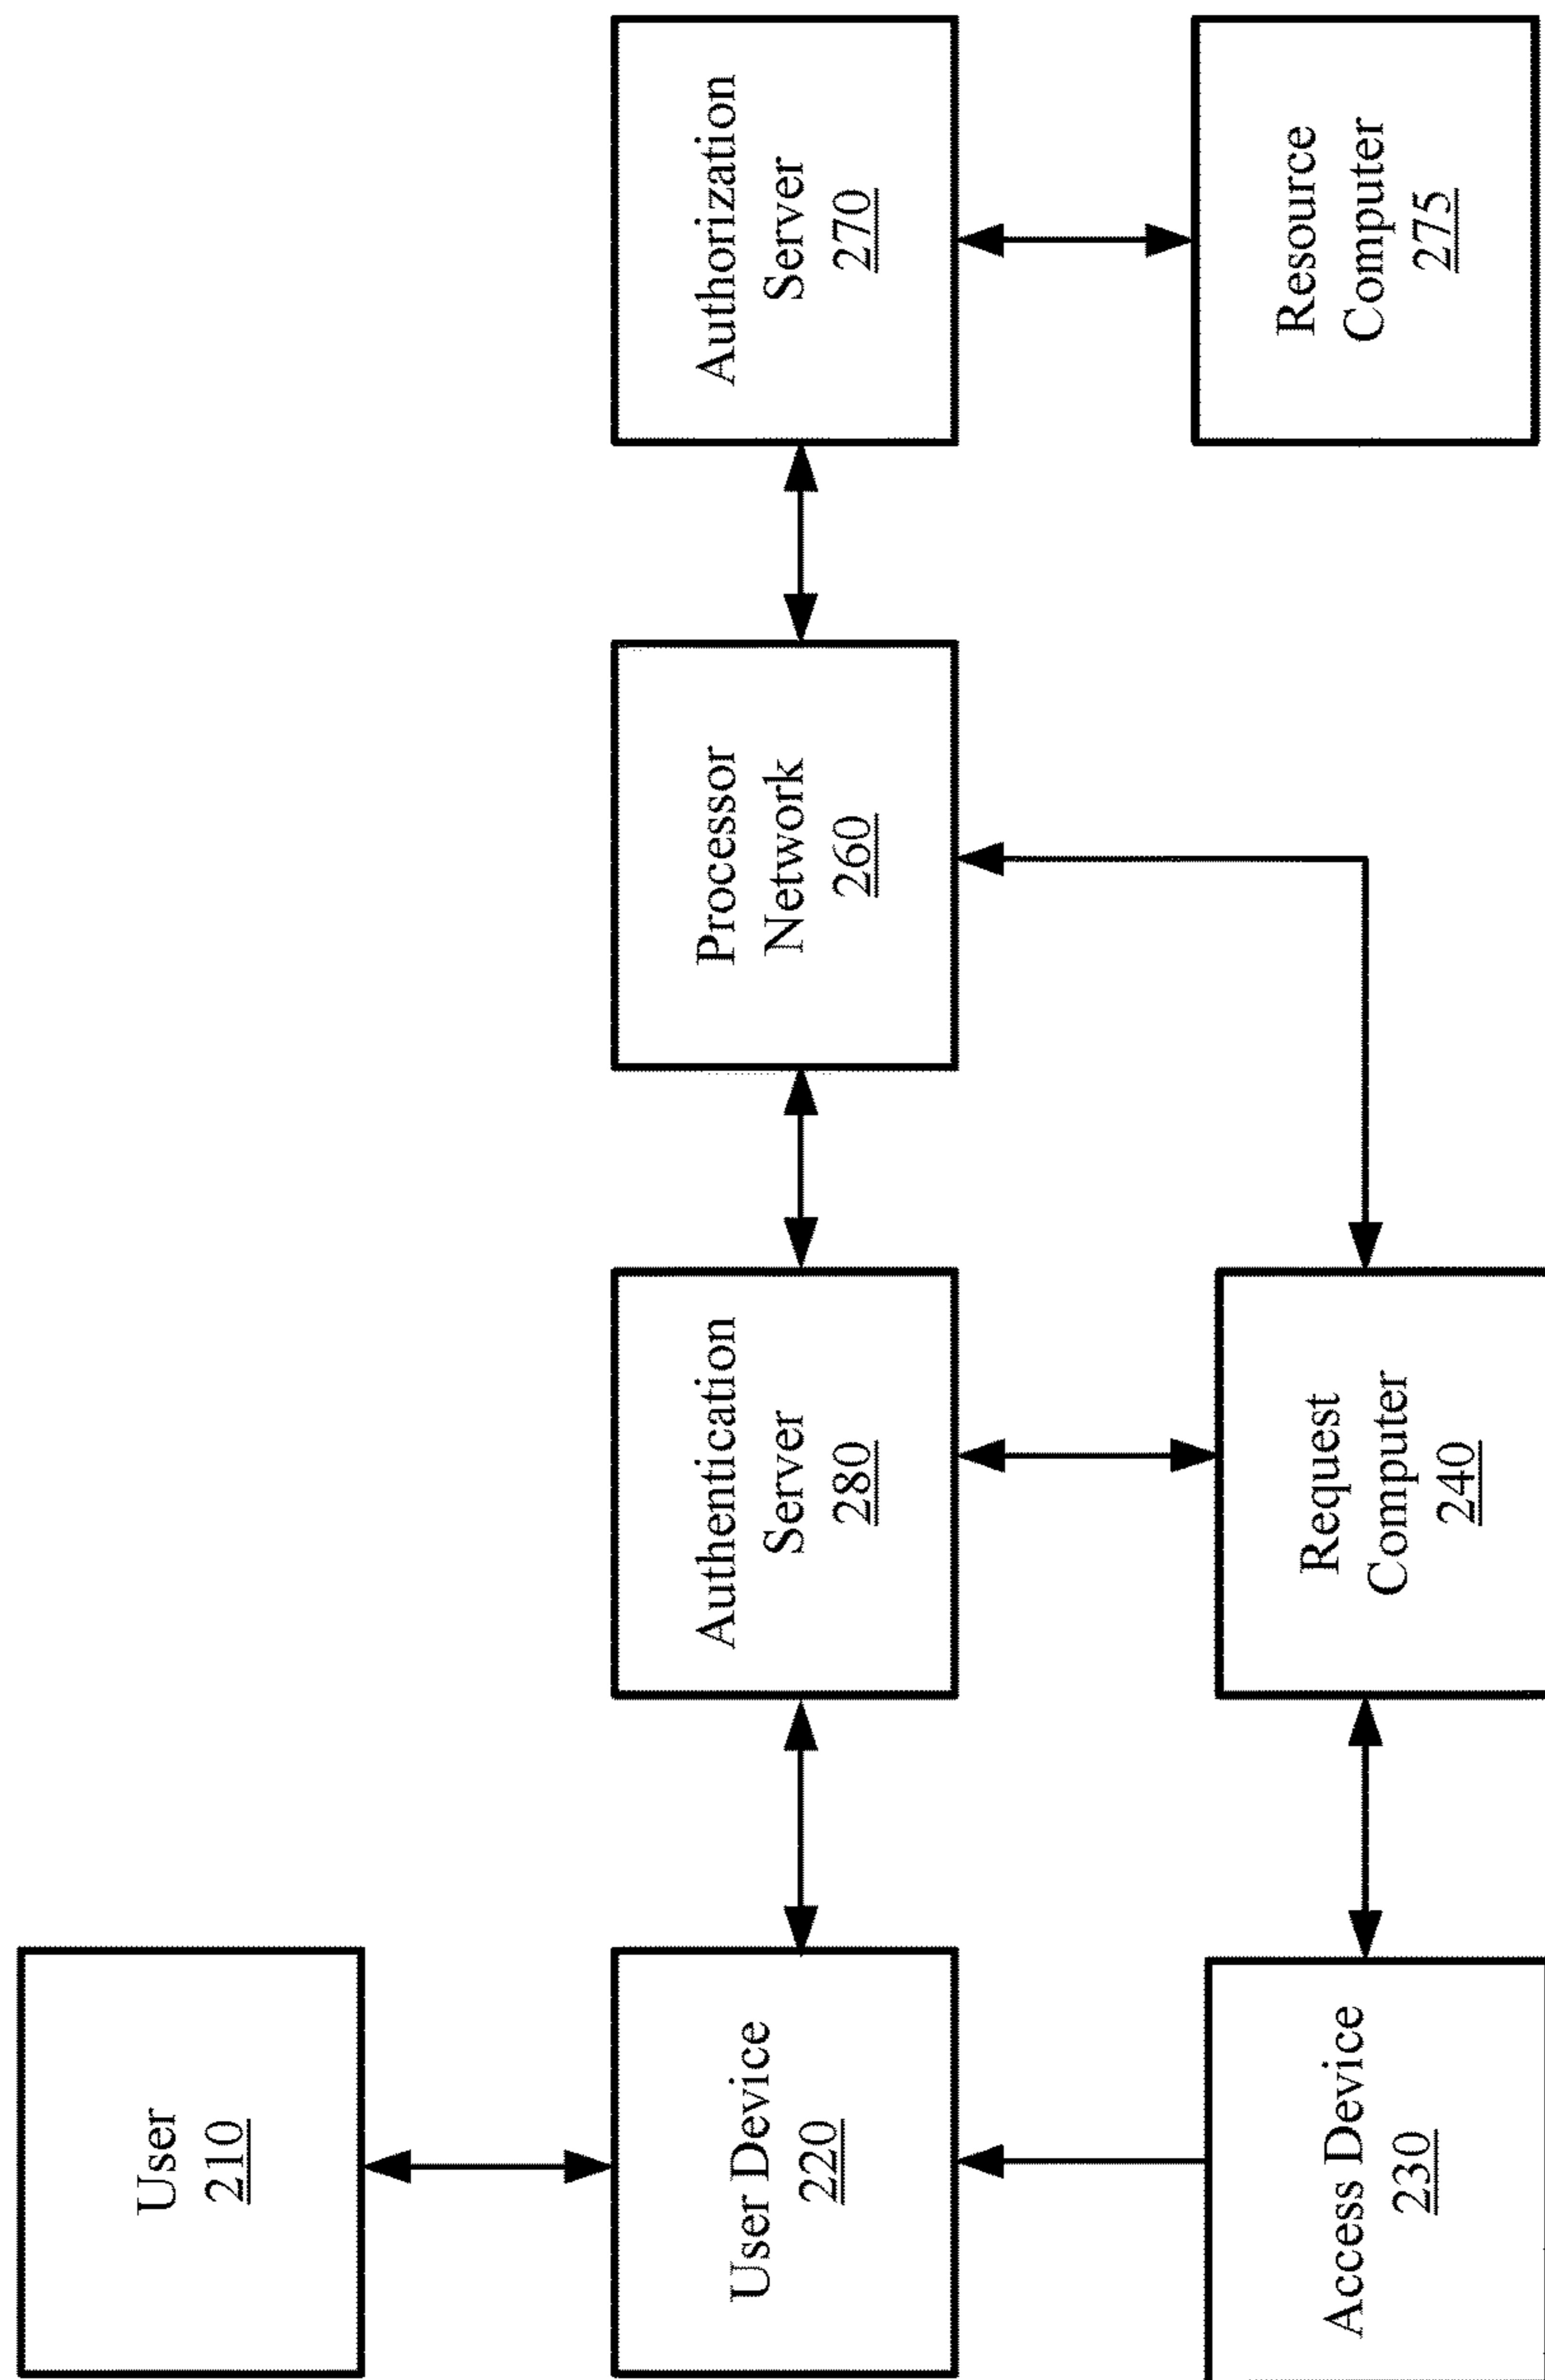 User
210
User Device
220
Access Device
230
Authentication
Server
280
Request
Computer
240
Processor
Network
260
Authorization
Server
270
Resource
Computer
275